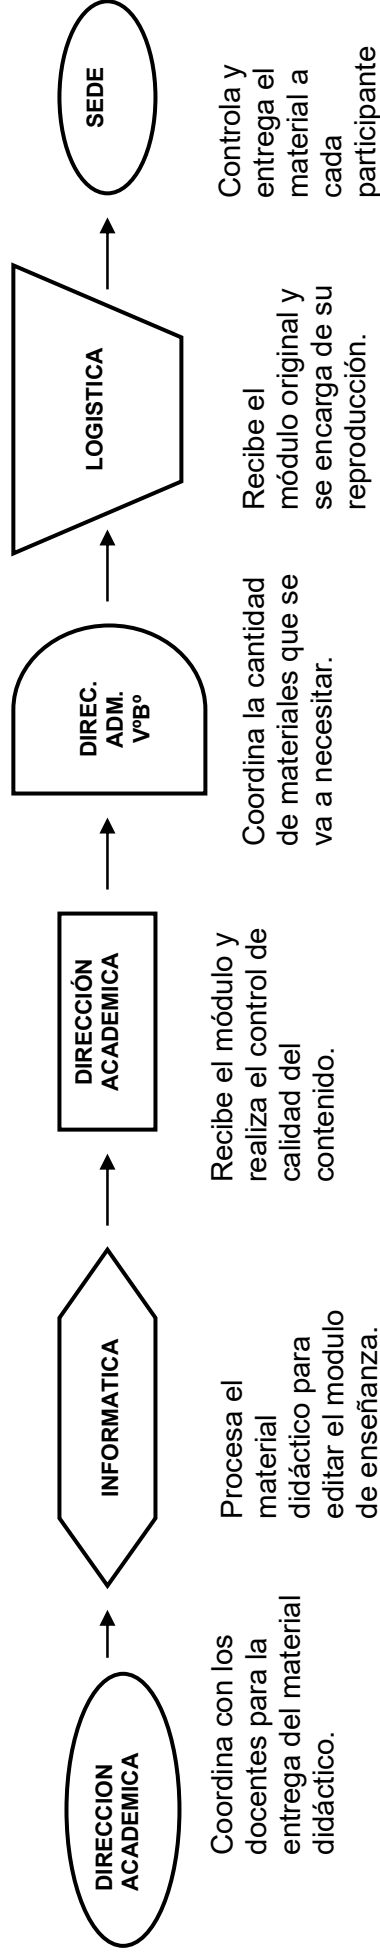 DIRECCION
ACADEMICA
INFORMATICA
DIRECCIÓN
ACADEMICA
DIREC.
ADM.
VºBº
LOGISTICA
SEDE
Coordina con los
docentes para la
entrega del material
didáctico.
Procesa el
material
didáctico para
editar el modulo
de enseñanza.
Recibe el módulo y
realiza el control de
calidad del
contenido.
Coordina la cantidad
de materiales que se
va a necesitar.
Recibe el
módulo original y
se encarga de su
reproducción.
Controla y
entrega el
material a
cada
participante